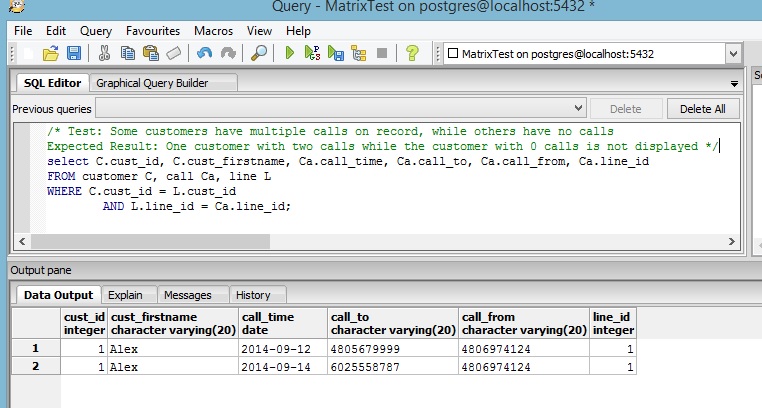 Query - MatrixTest on postgres@localhost:5432 *
File Edit Query Favourites Macros View Help
MatrixTest on postgres@localhost:5432
SQL Editor Graphical Query Builder
Previous queries Delete Delete All
/* Test: Some customers have multiple calls on record, while others have no calls
Expected Result: One customer with two calls while the customer with 0 calls is not displayed */
select C.cust_id, C.cust_firstname, Ca.call_time, Ca.call_to, Ca.call_from, Ca.line_id
FROM customer C, call Ca, line L
WHERE C.cust_id = L.cust_id
AND L.line_id = Ca.line_id;
Output pane
Data Output Explain Messages History
cust_id cust_firstname call_time call_to call_from line_id
integer character varying(20) date character varying(20) character varying(20) integer
1 1 Alex 2014-09-12 4805679999 4806974124 1
2 1 Alex 2014-09-14 6025558787 4806974124 1